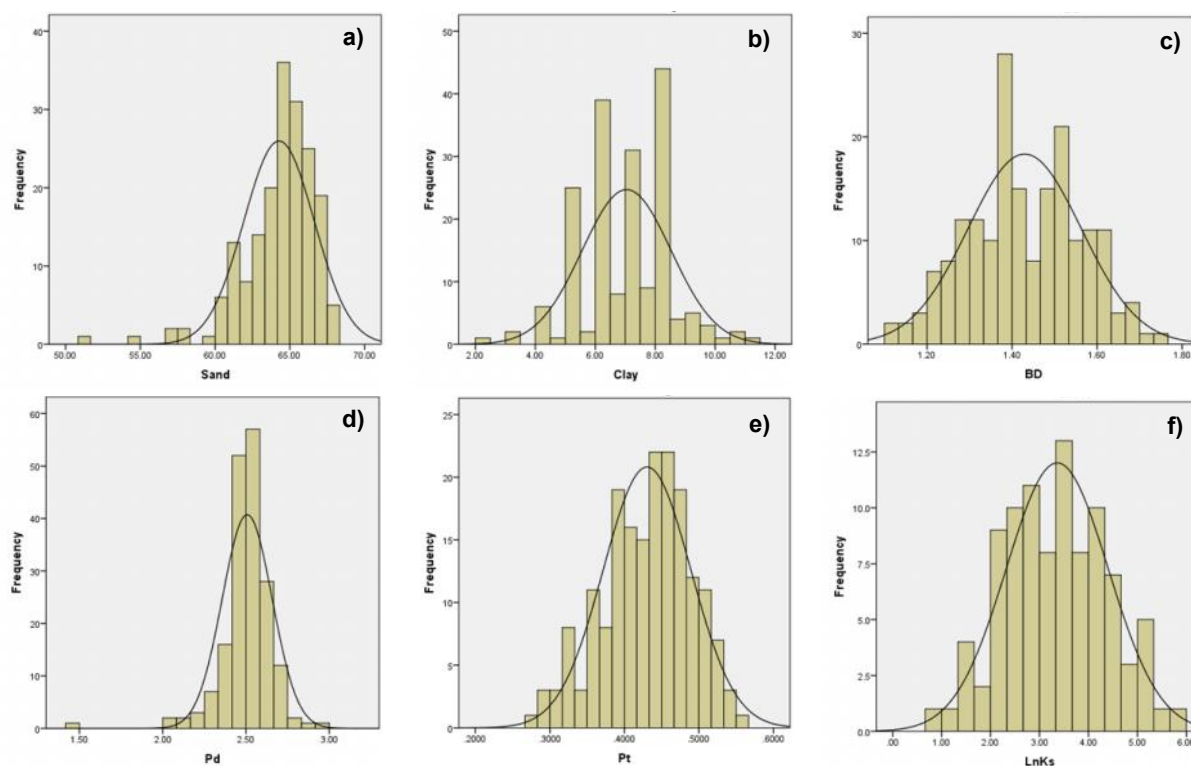 a)
40
30
20
10
0
Frequency
50.00 55.00 60.00 65.00 70.00
Sand
b)
50
40
30
20
10
0
Frequency
2.00 4.00 6.00 8.00 10.00 12.00
Clay
c)
30
20
10
0
Frequency
1.20 1.40 1.60 1.80
BD
d)
60
50
40
30
20
10
0
Frequency
1.50 2.00 2.50 3.00
Pd
e)
25
20
15
10
5
0
Frequency
.2000 .3000 .4000 .5000 .6000
Pt
f)
12.5
10.0
7.5
5.0
2.5
0.0
Frequency
.00 1.00 2.00 3.00 4.00 5.00 6.0
LnKs